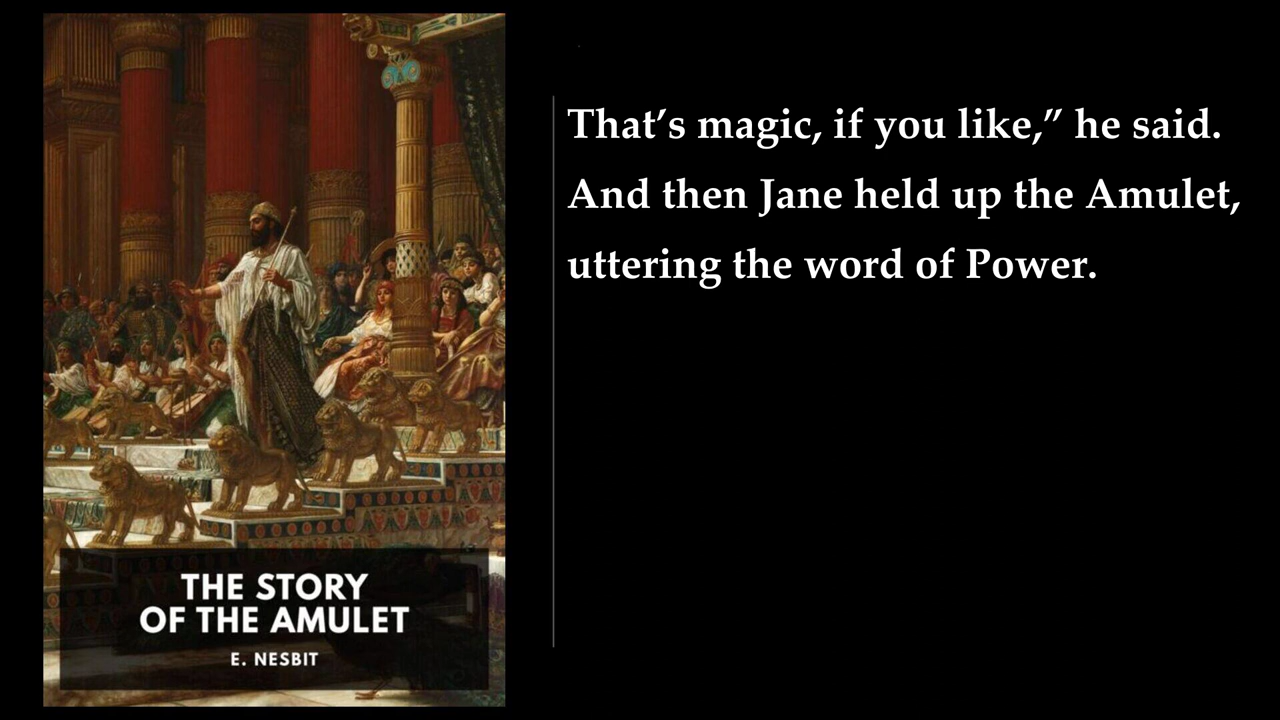 THE STORY
OF THE AMULET
E. NESBIT
That’s magic, if you like,” he said.
And then Jane held up the Amulet,
uttering the word of Power.